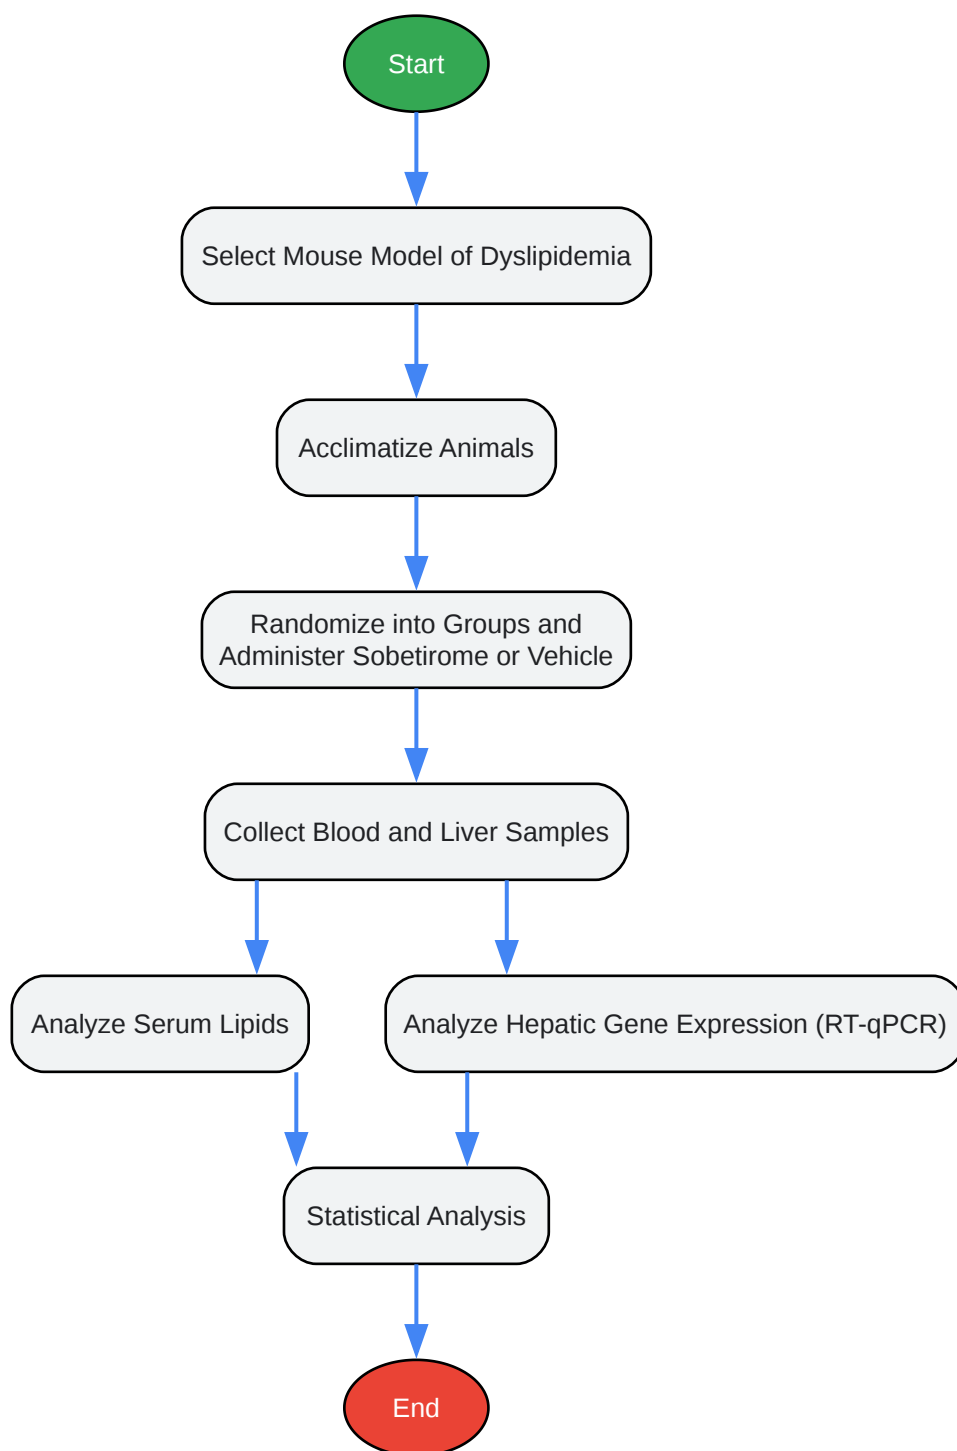 Start
Select Mouse Model of Dyslipidemia
Acclimatize Animals
Randomize into Groups and
Administer Sobetirome or Vehicle
Collect Blood and Liver Samples
Analyze Serum Lipids
Analyze Hepatic Gene Expression (RT-qPCR)
Statistical Analysis
End